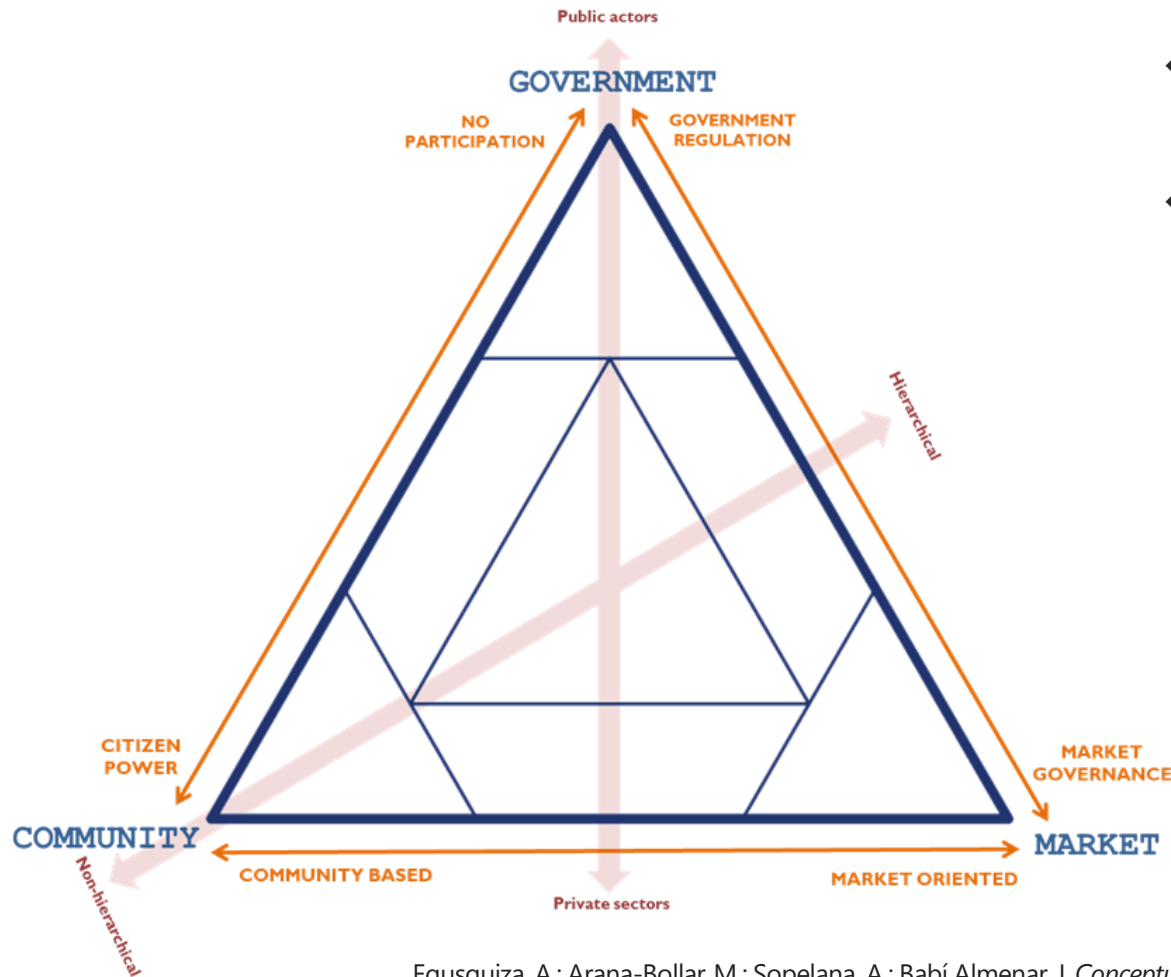 Public actors
GOVERNMENT
NO
PARTICIPATION
GOVERNMENT
REGULATION
Hierarchical
CITIZEN
POWER
MARKET
GOVERNANCE
COMMUNITY
MARKET
COMMUNITY BASED
MARKET ORIENTED
Non-hierarchical
Private sectors